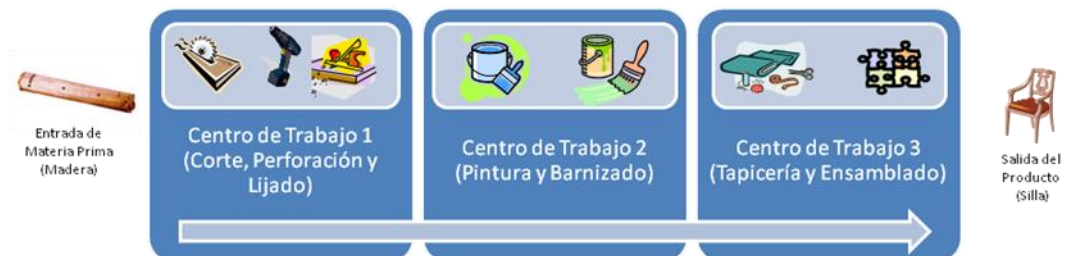 Entrada de
Materia Prima
(Madera)
Centro de Trabajo 1
(Corte, Perforación y
Lijado)
Centro de Trabajo 2
(Pintura y Barnizado)
Centro de Trabajo 3
(Tapicería y Ensamblado)
Salida del
Producto
(Silla)